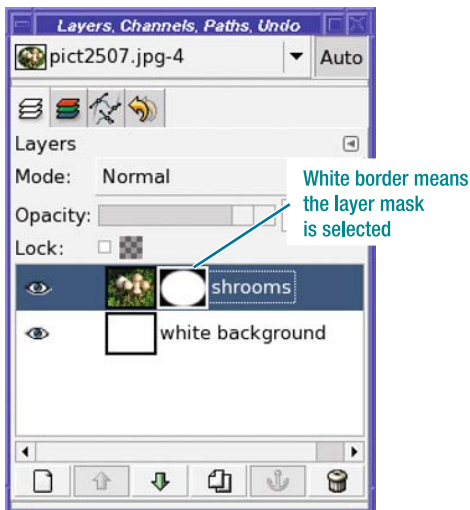 Layers, Channels, Paths, Undo
pict2507.jpg-4
Auto
Layers
Mode: Normal
Opacity:
Lock:
White border means
the layer mask
is selected
shrooms
white background